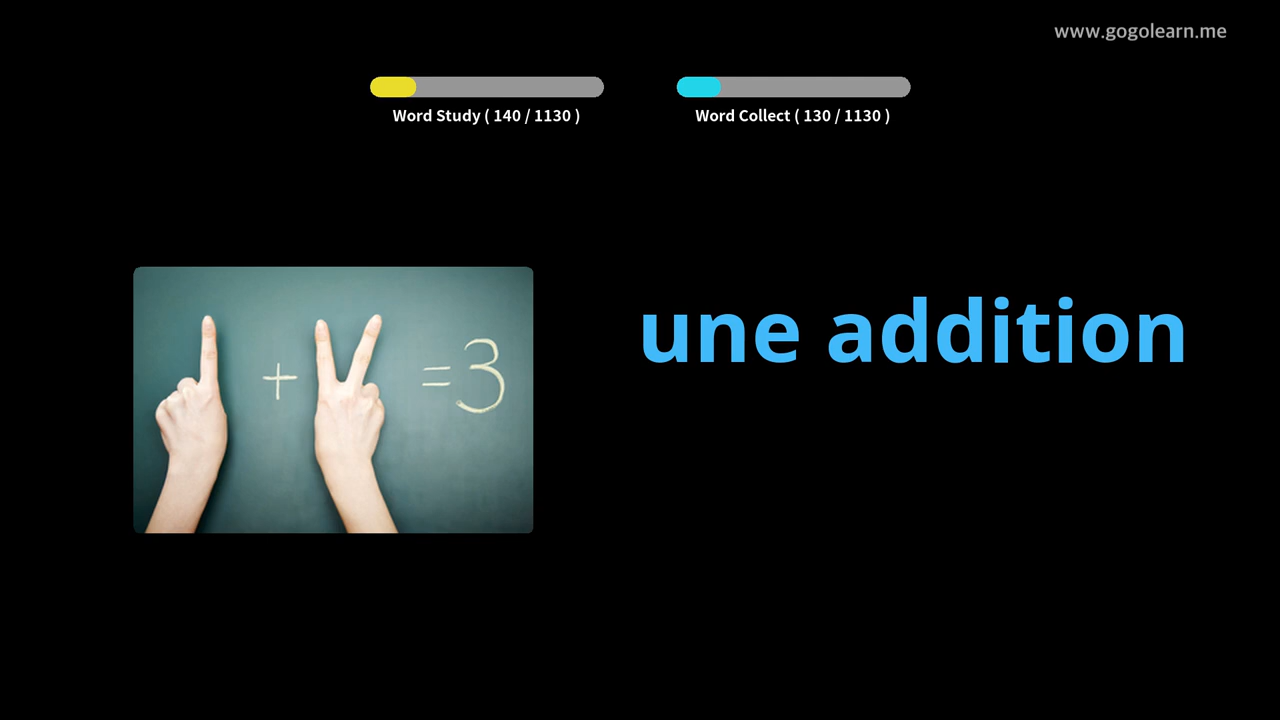 www.gogolearn.me
Word Study ( 140 / 1130 )
Word Collect ( 130 / 1130 )
+ = 3
une addition